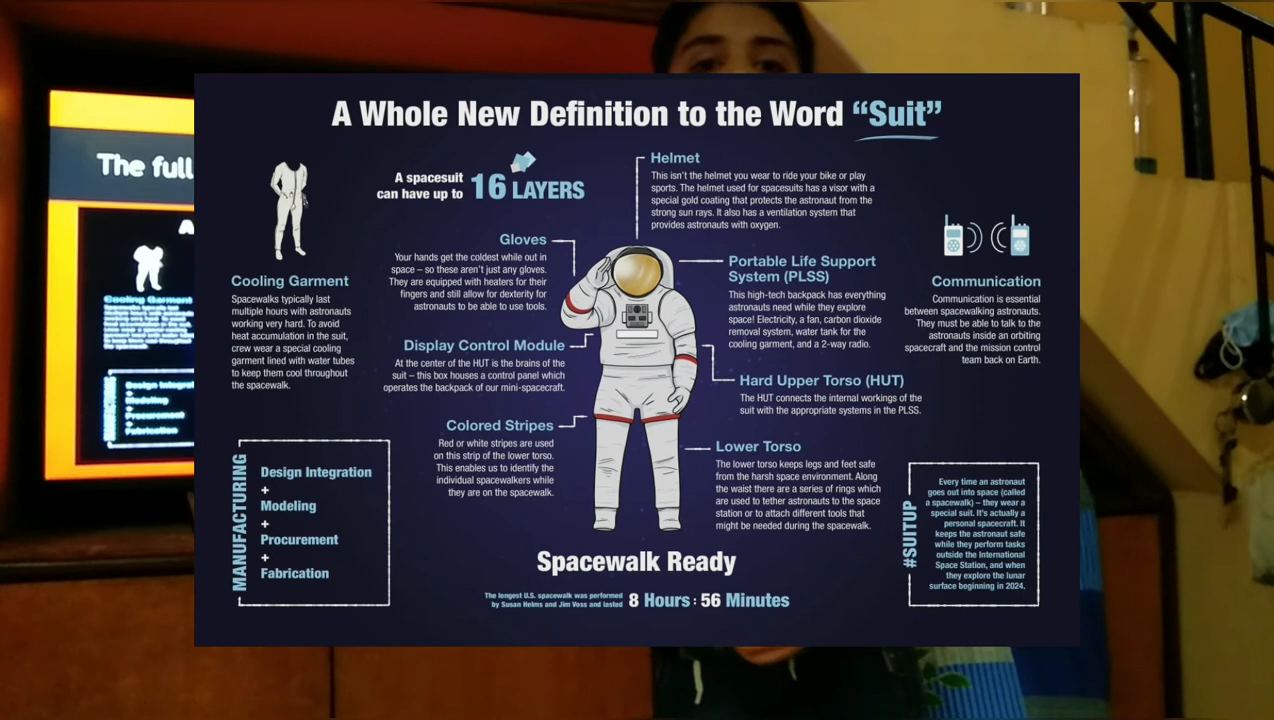 A Whole New Definition to the Word “Suit”
A spacesuit
can have up to
16 LAYERS
Helmet
This isn't the helmet you wear to ride your bike or play
sports. The helmet used for spacesuits has a visor with a
special gold coating that protects the astronaut from the
strong sun rays. It also has a ventilation system that
provides astronauts with oxygen.
Gloves
Your hands get the coldest while out in
space – so these aren't just any gloves.
They are equipped with heaters for their
fingers and still allow for dexterity for
astronauts to be able to use tools.
Cooling Garment
Spacewalks typically last
multiple hours with astronauts
working very hard. To avoid
heat accumulation in the suit,
crew wear a special cooling
garment lined with water tubes
to keep them cool throughout
the spacewalk.
Portable Life Support
System (PLSS)
This high-tech backpack has everything
astronauts need while they explore
space! Electricity, a fan, carbon dioxide
removal system, water tank for the
cooling garment, and a 2-way radio.
Communication
Communication is essential
between spacewalking astronauts.
They must be able to talk to the
astronauts inside an orbiting
spacecraft and the mission control
team back on Earth.
Display Control Module
At the center of the HUT is the brains of the
suit – this box houses a control panel which
operates the backpack of our mini-spacecraft.
Hard Upper Torso (HUT)
The HUT connects the internal workings of the
suit with the appropriate systems in the PLSS.
Colored Stripes
Red or white stripes are used
on this strip of the lower torso.
This enables us to identify the
individual spacewalkers while
they are on the spacewalk.
Lower Torso
The lower torso keeps legs and feet safe
from the harsh space environment. Along
the waist there are a series of rings which
are used to tether astronauts to the space
station or to attach different tools that
might be needed during the spacewalk.
MANUFACTURING
Design Integration
+
Modeling
+
Procurement
+
Fabrication
#SUITUP
Every time an astronaut
goes out into space (called
a spacewalk) – they wear a
special suit. It's actually a
personal spacecraft. It
keeps the astronaut safe
while they perform tasks
outside the International
Space Station, and when
they explore the lunar
surface beginning in 2024.
Spacewalk Ready
The longest U.S. spacewalk was performed
by Susan Helms and Jim Voss and lasted
8 Hours : 56 Minutes
The full
A
Cooling Garment
Design Integrat
+
Modeling
+
Procurement
+
Fabrication